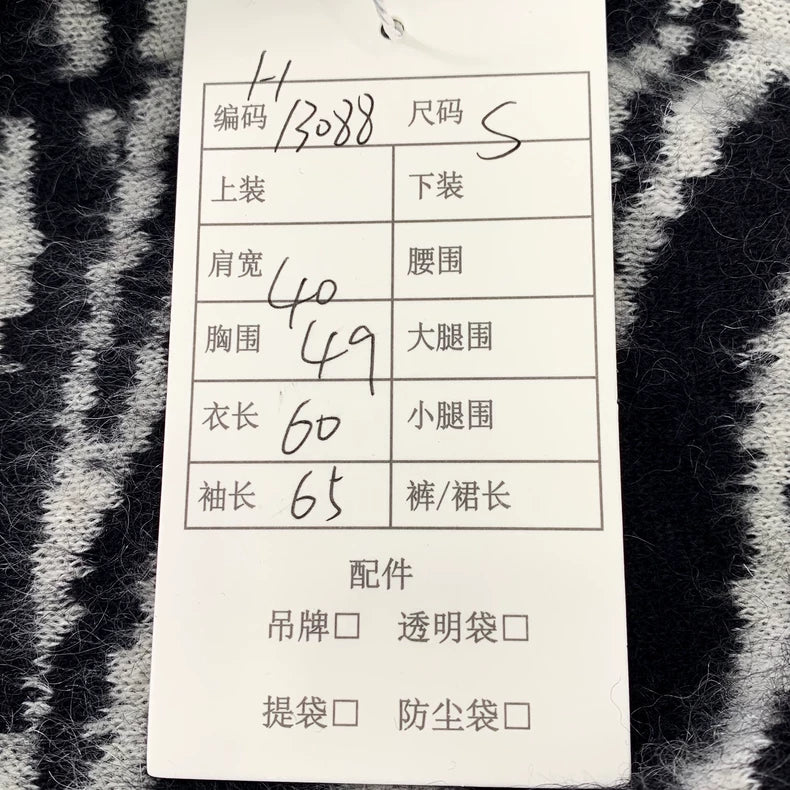 H
编码 13088 尺码 S
上装 下装
肩宽 40 腰围
胸围 49 大腿围
衣长 60 小腿围
袖长 65 裤/裙长
配件
吊牌□ 透明袋□
提袋□ 防尘袋□